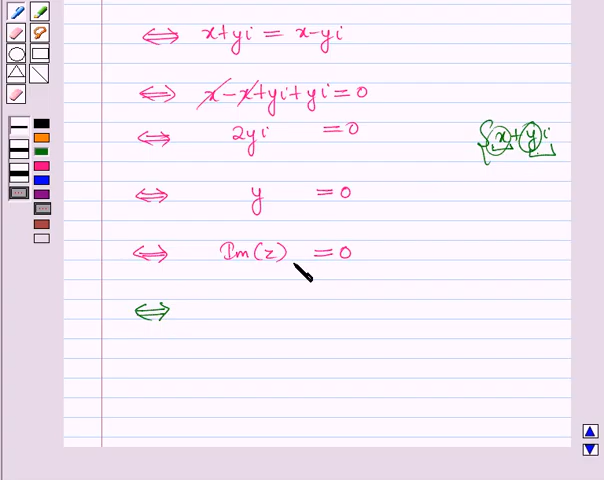 ⟺ x+yi = x-yi
⟺ x-x+yi+yi=0
⟺ 2yi =0
x+yi
⟺ y =0
⟺ Im(z) =0
⟺